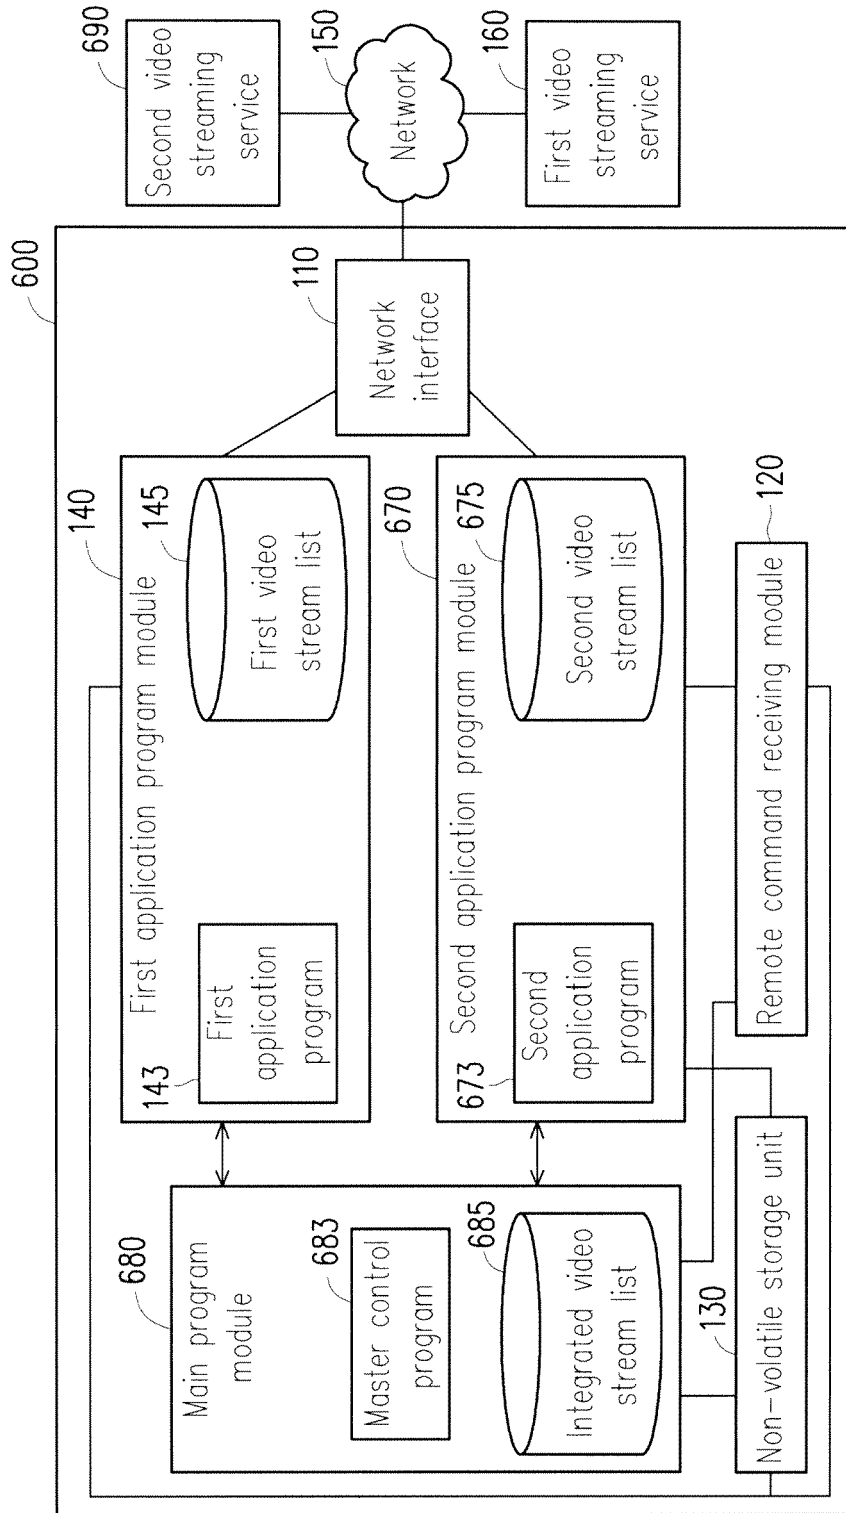 600
680
Main program
module
683
Master control
program
685
Integrated video
stream list
140
First application program module
143
First
application
program
145
First video
stream list
670
Second application program module
673
Second
application
program
675
Second video
stream list
130
Non-volatile storage unit
120
Remote command receiving module
110
Network
interface
150
Network
690
Second video
streaming
service
160
First video
streaming
service